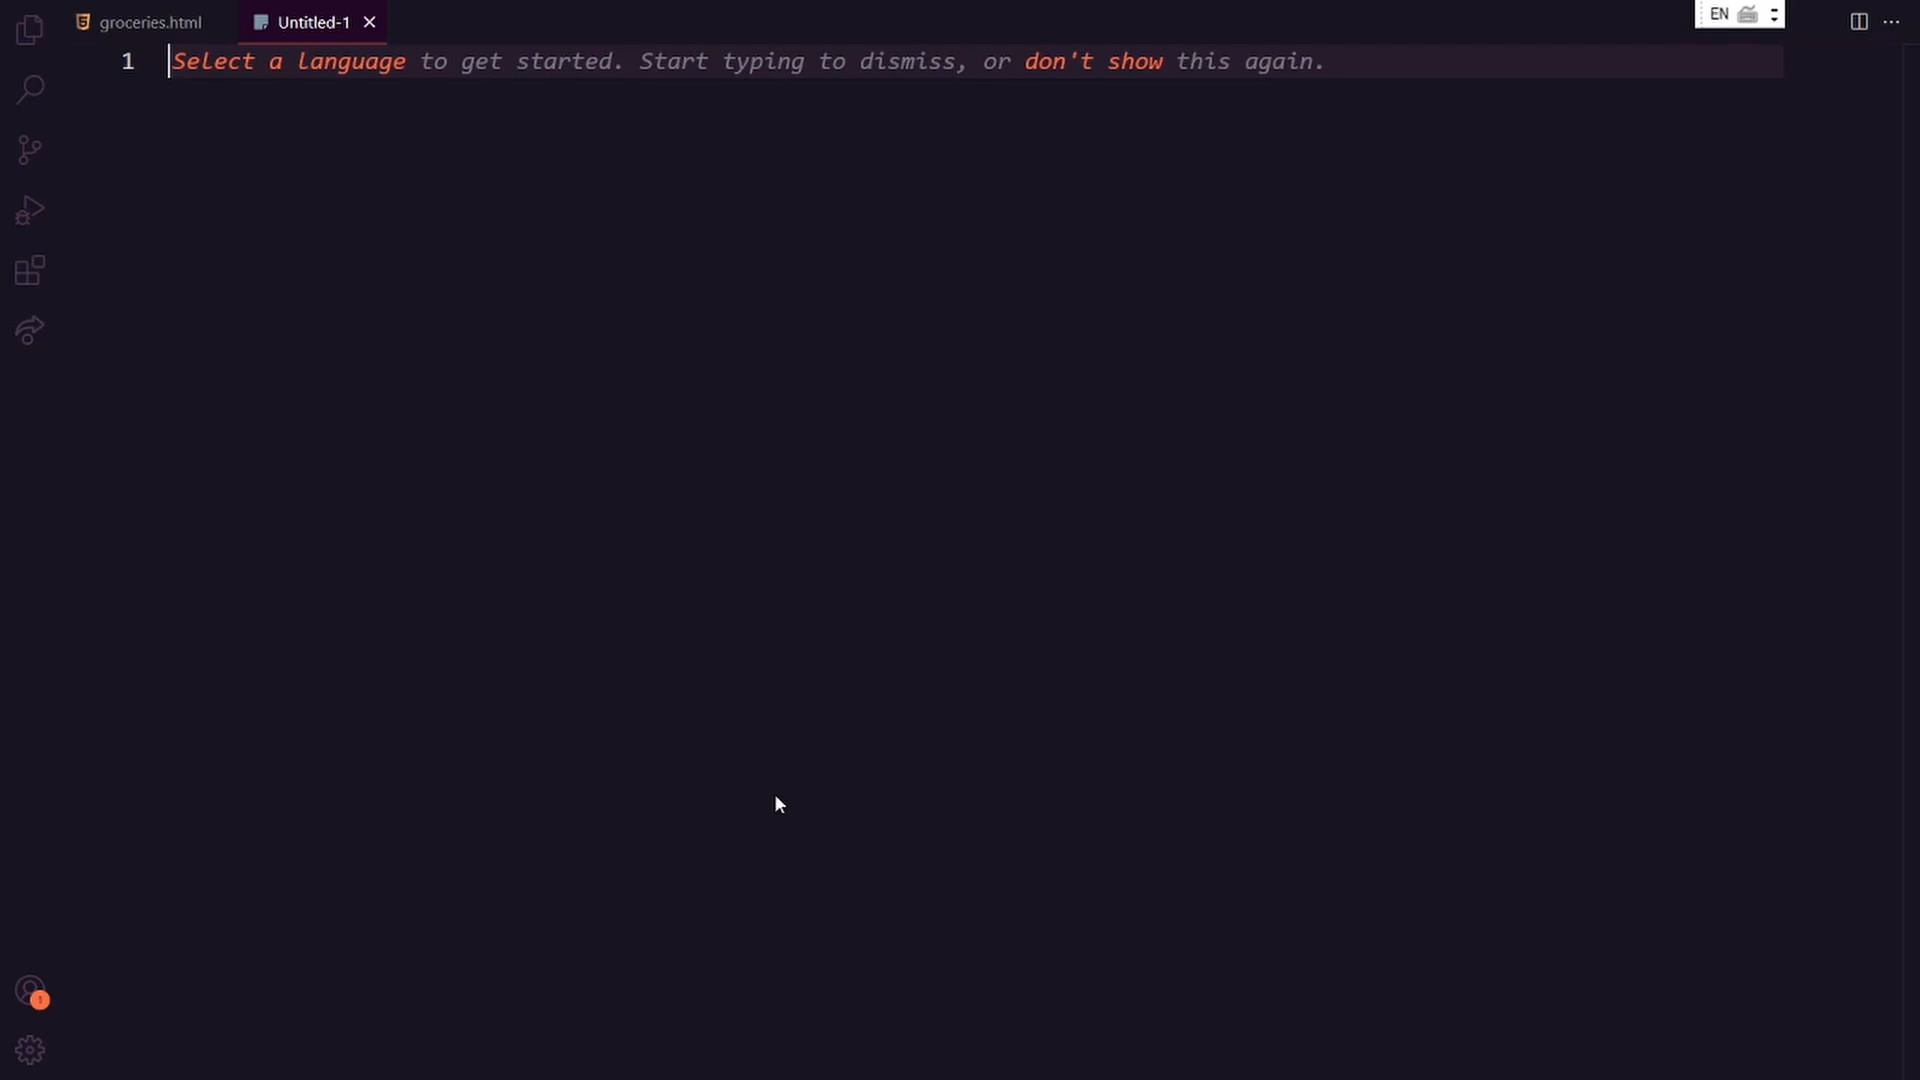 groceries.html
Untitled-1
EN
1
Select a language to get started. Start typing to dismiss, or don't show this again.
1